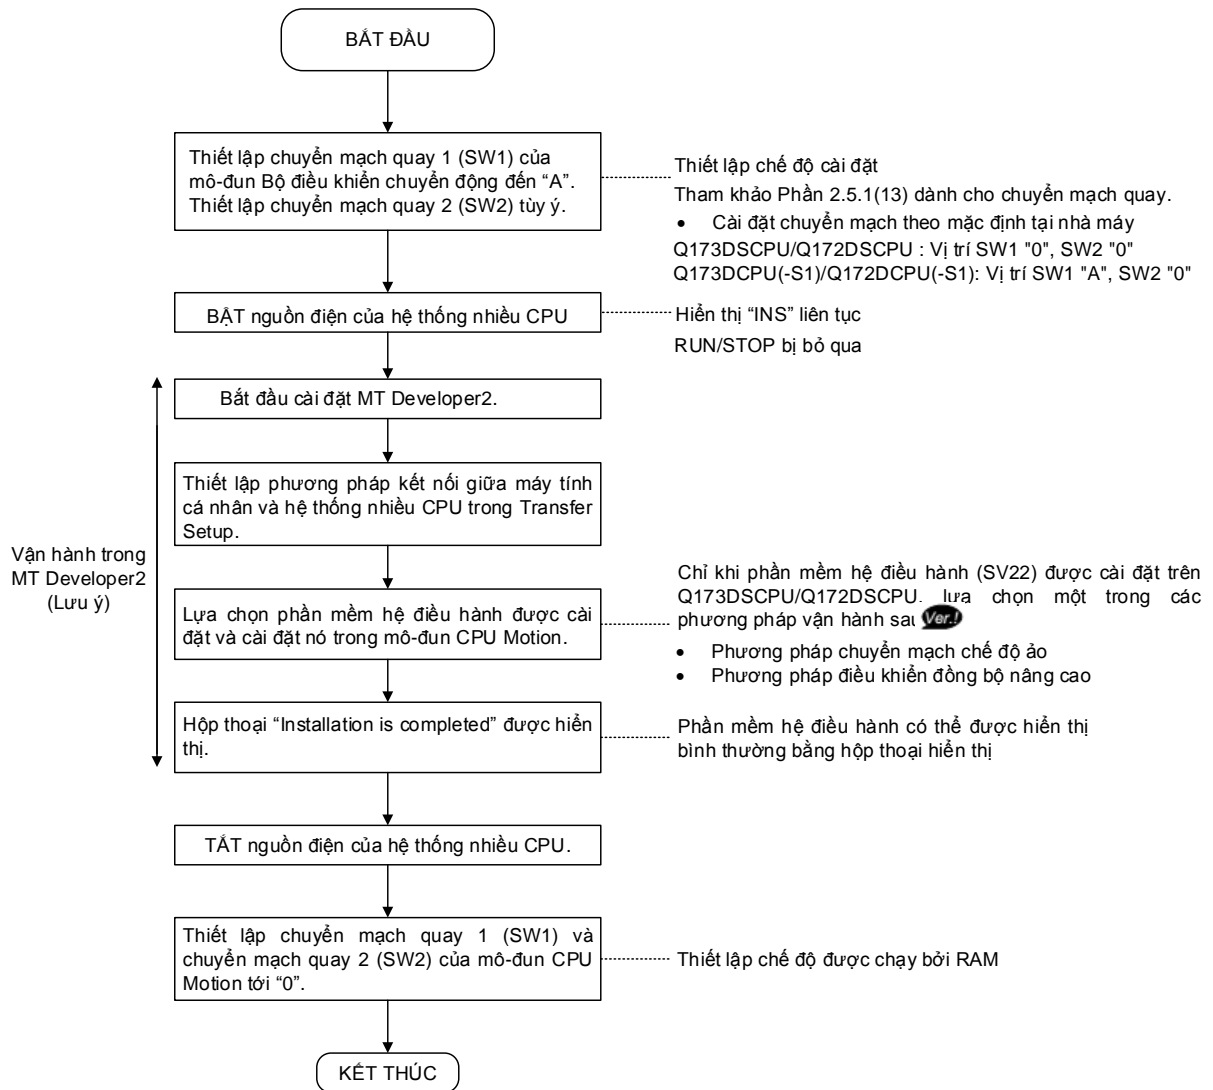 BẮT ĐẦU
Thiết lập chuyển mạch quay 1 (SW1) của
mô-đun Bộ điều khiển chuyển động đến “A”.
Thiết lập chuyển mạch quay 2 (SW2) tùy ý.
Thiết lập chế độ cài đặt
Tham khảo Phần 2.5.1(13) dành cho chuyển mạch quay.
• Cài đặt chuyển mạch theo mặc định tại nhà máy
Q173DSCPU/Q172DSCPU : Vị trí SW1 "0", SW2 "0"
Q173DCPU(-S1)/Q172DCPU(-S1): Vị trí SW1 "A", SW2 "0"
BẬT nguồn điện của hệ thống nhiều CPU
Hiển thị “INS” liên tục
RUN/STOP bị bỏ qua
Bắt đầu cài đặt MT Developer2.
Thiết lập phương pháp kết nối giữa máy tính
cá nhân và hệ thống nhiều CPU trong Transfer
Setup.
Vận hành trong
MT Developer2
(Lưu ý)
Lựa chọn phần mềm hệ điều hành được cài
đặt và cài đặt nó trong mô-đun CPU Motion.
Chỉ khi phần mềm hệ điều hành (SV22) được cài đặt trên
Q173DSCPU/Q172DSCPU, lựa chọn một trong các
phương pháp vận hành sau Ver.!
• Phương pháp chuyển mạch chế độ ảo
• Phương pháp điều khiển đồng bộ nâng cao
Hộp thoại “Installation is completed” được hiển
thị.
Phần mềm hệ điều hành có thể được hiển thị
bình thường bằng hộp thoại hiển thị
TẮT nguồn điện của hệ thống nhiều CPU.
Thiết lập chuyển mạch quay 1 (SW1) và
chuyển mạch quay 2 (SW2) của mô-đun CPU
Motion tới “0”.
Thiết lập chế độ được chạy bởi RAM
KẾT THÚC